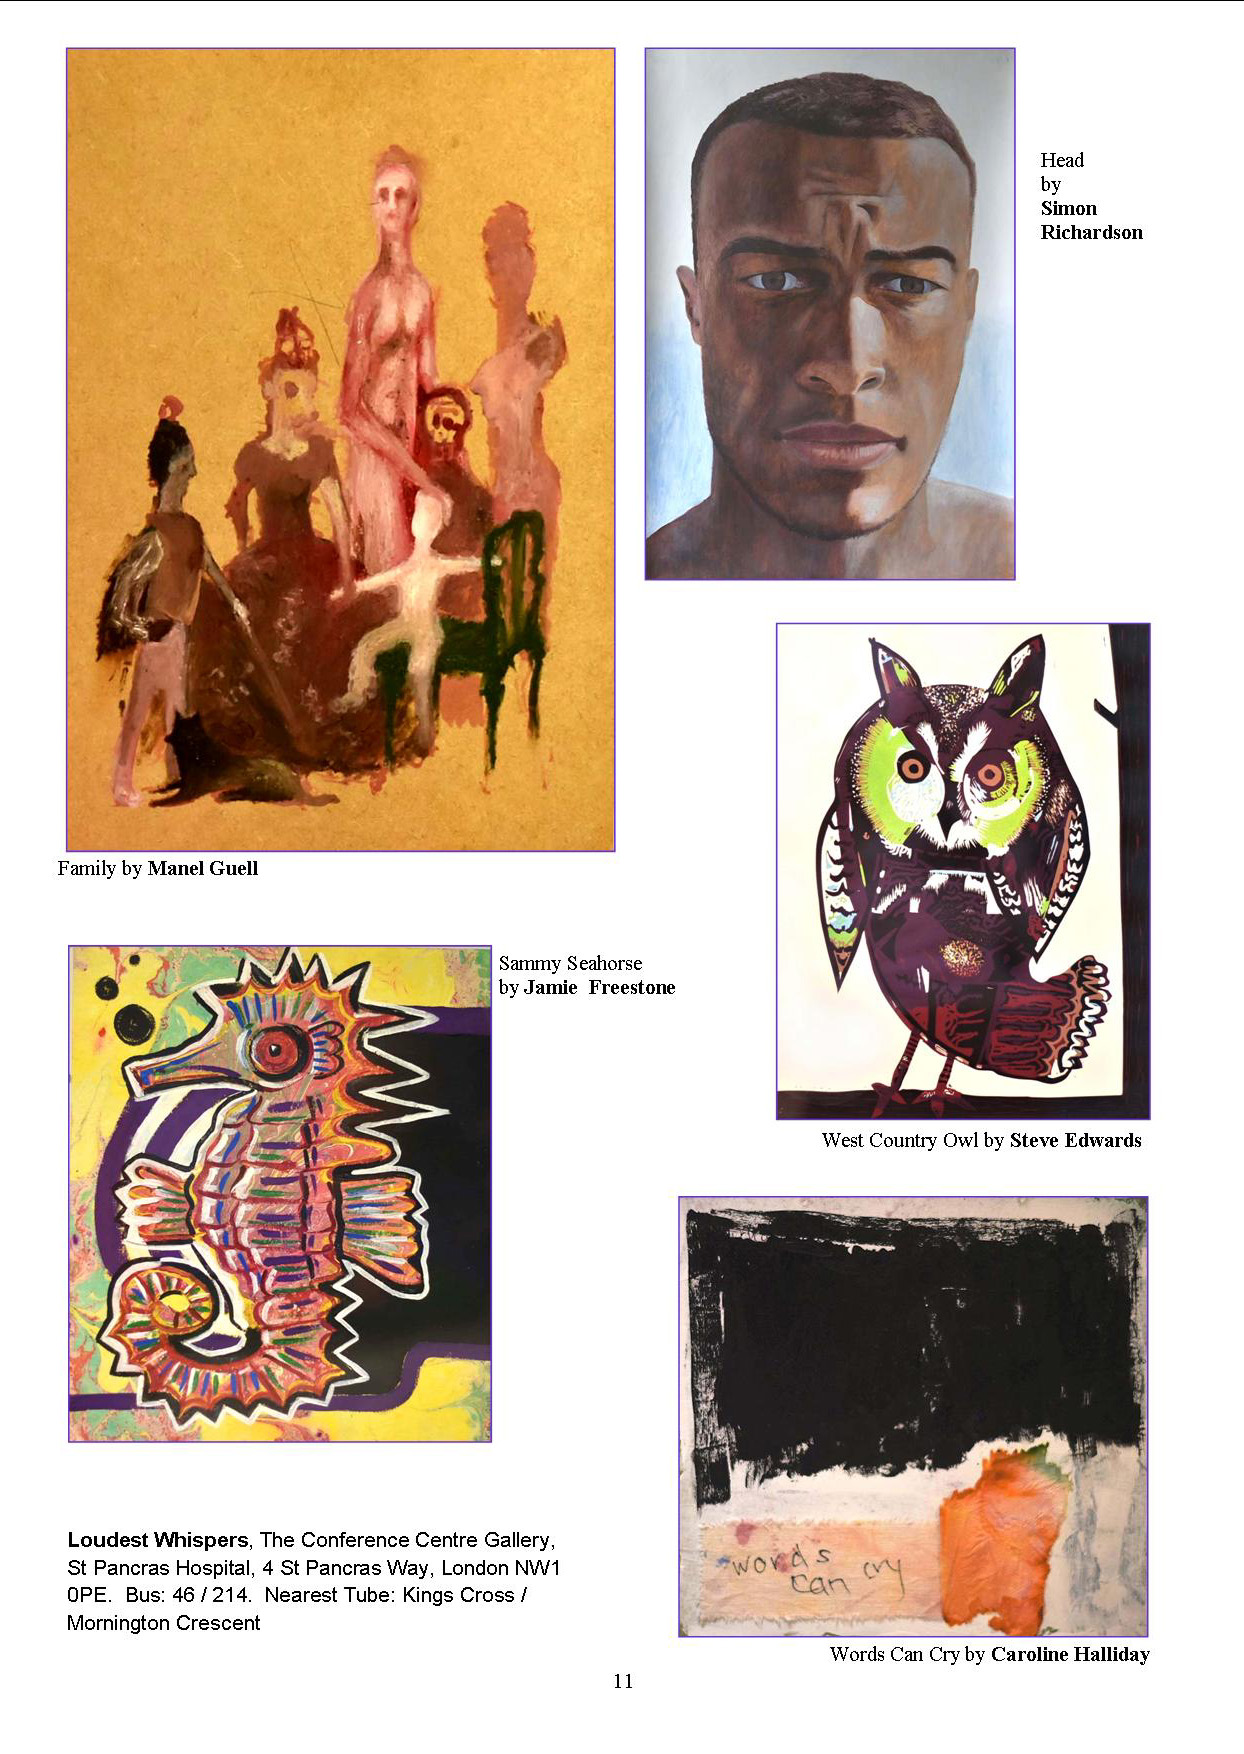 Head
by
Simon
Richardson
Family by Manel Guell
Sammy Seahorse
by Jamie  Freestone
West Country Owl by Steve Edwards
words
can cry
Loudest Whispers, The Conference Centre Gallery,
St Pancras Hospital, 4 St Pancras Way, London NW1
0PE.  Bus: 46 / 214.  Nearest Tube: Kings Cross /
Mornington Crescent
Words Can Cry by Caroline Halliday
11